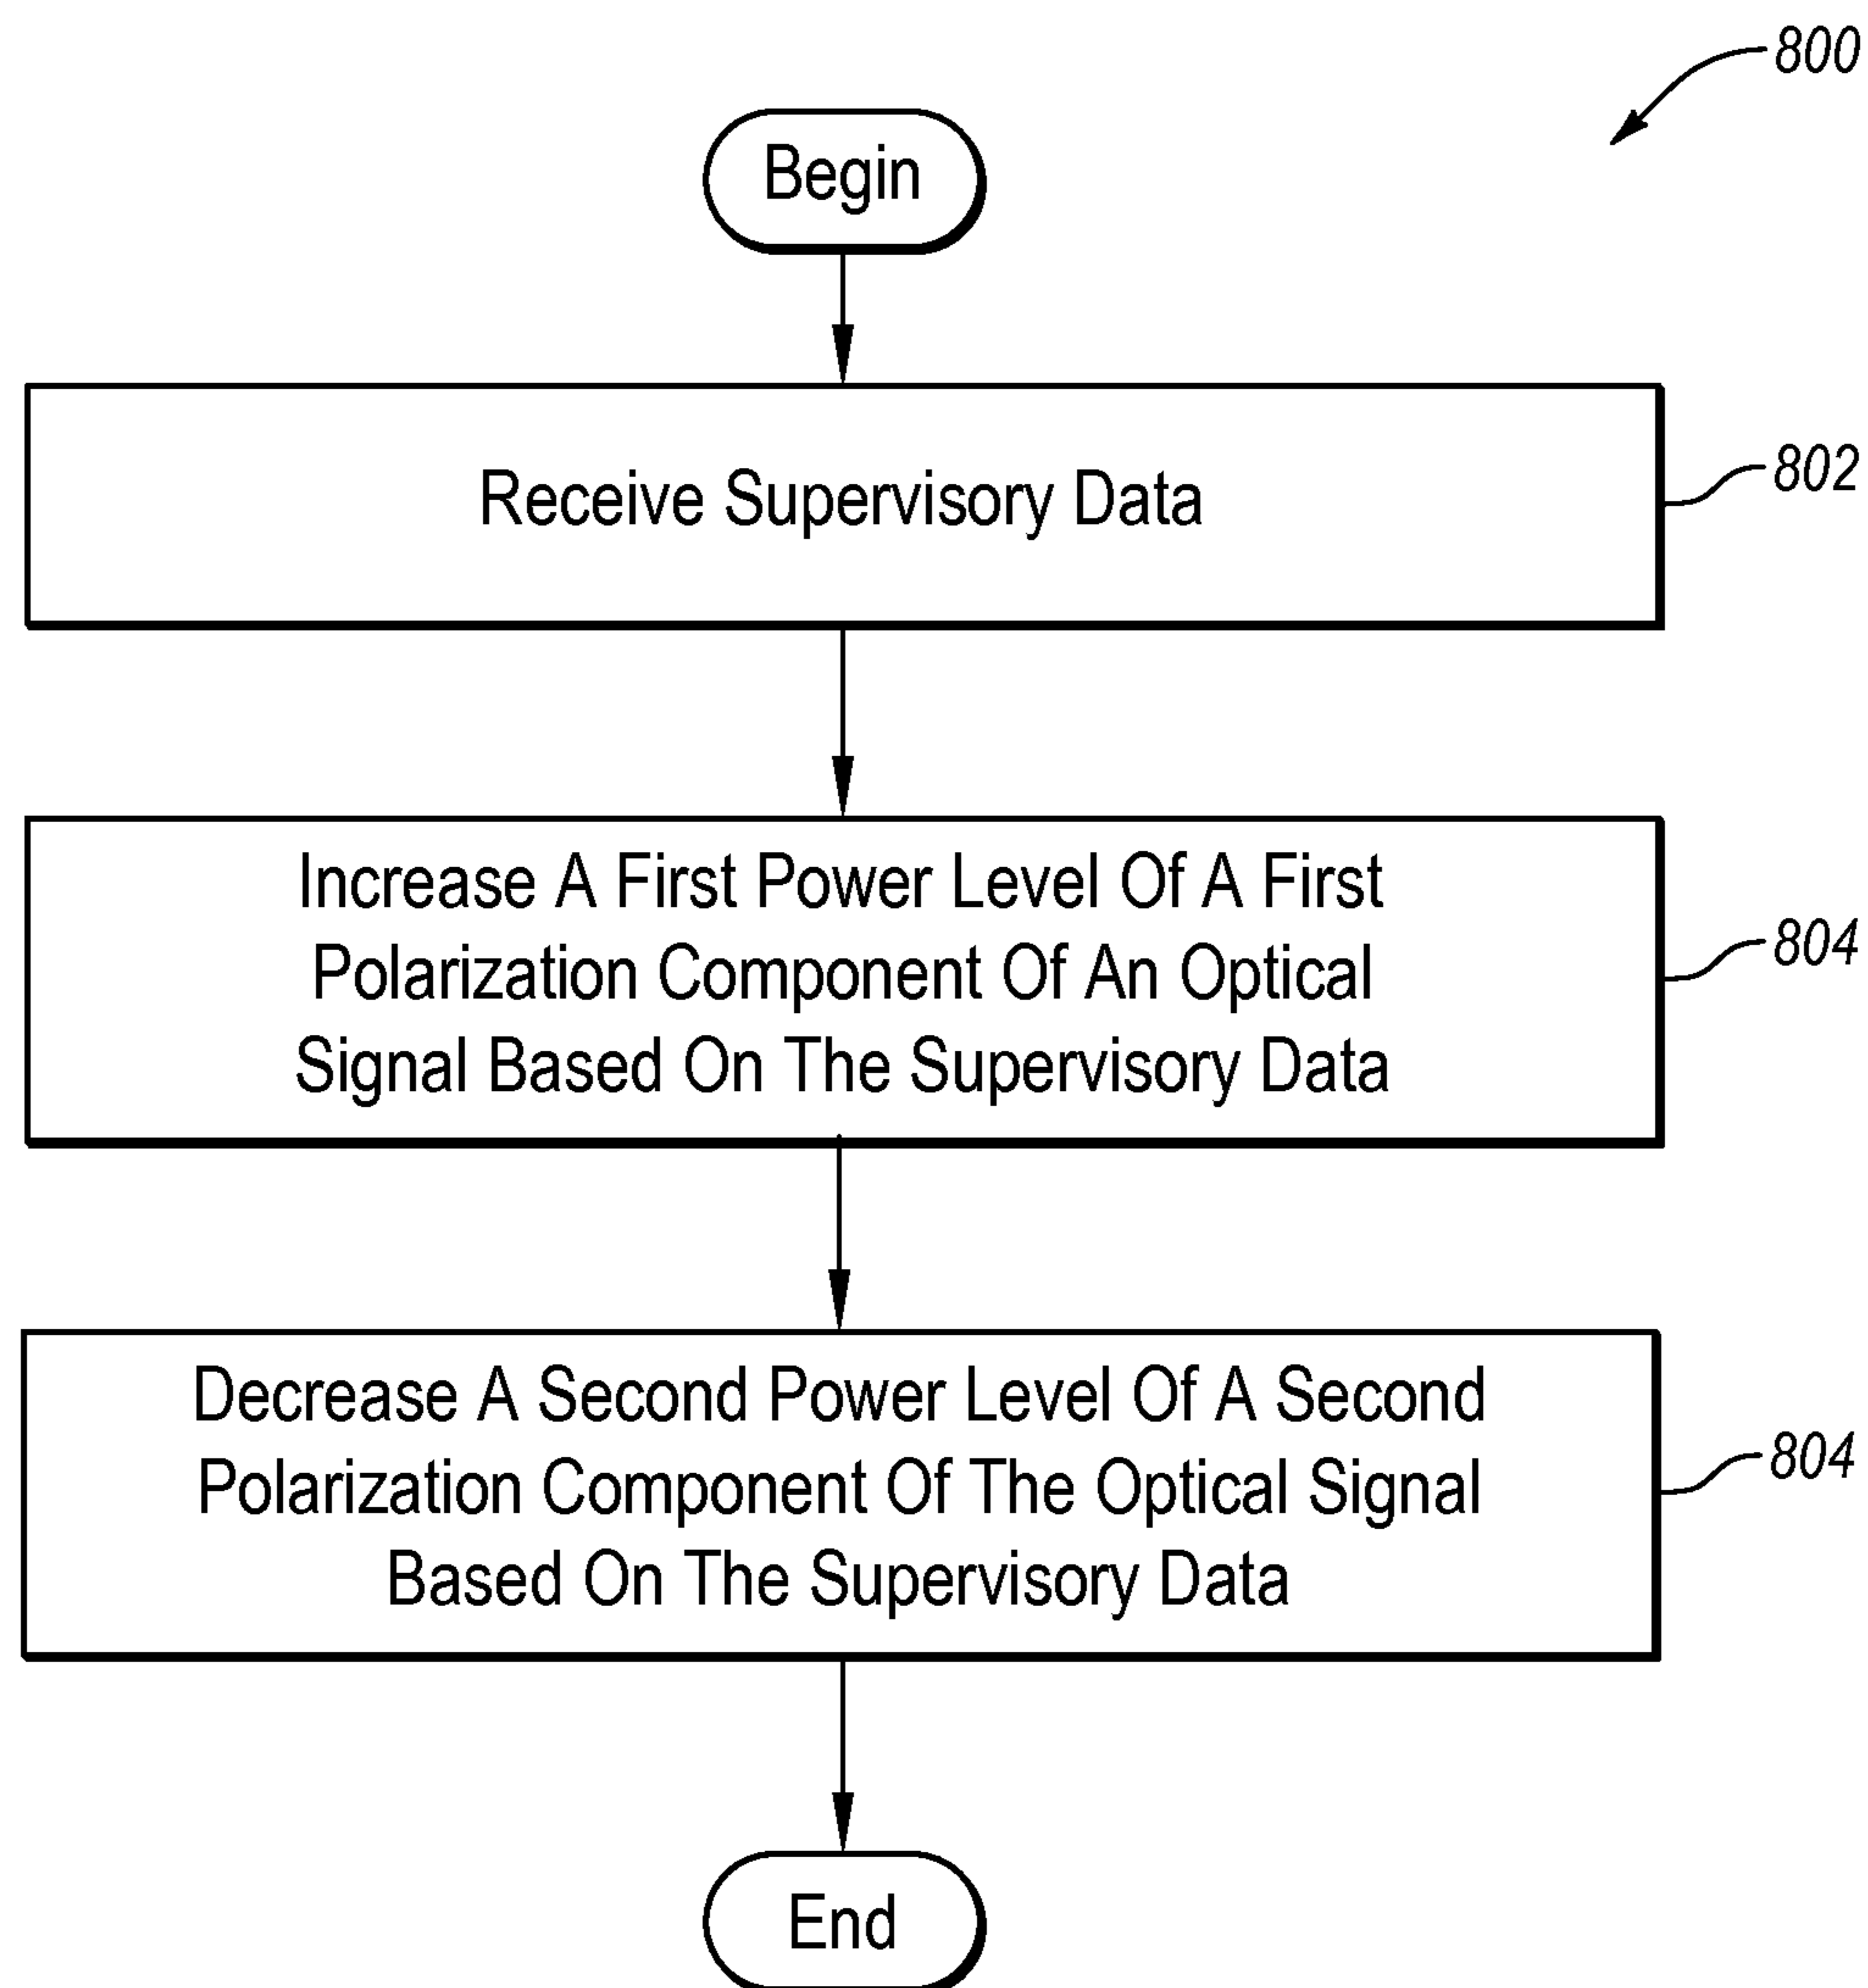 800
Begin
Receive Supervisory Data
802
Increase A First Power Level Of A First
Polarization Component Of An Optical
Signal Based On The Supervisory Data
804
Decrease A Second Power Level Of A Second
Polarization Component Of The Optical Signal
Based On The Supervisory Data
804
End